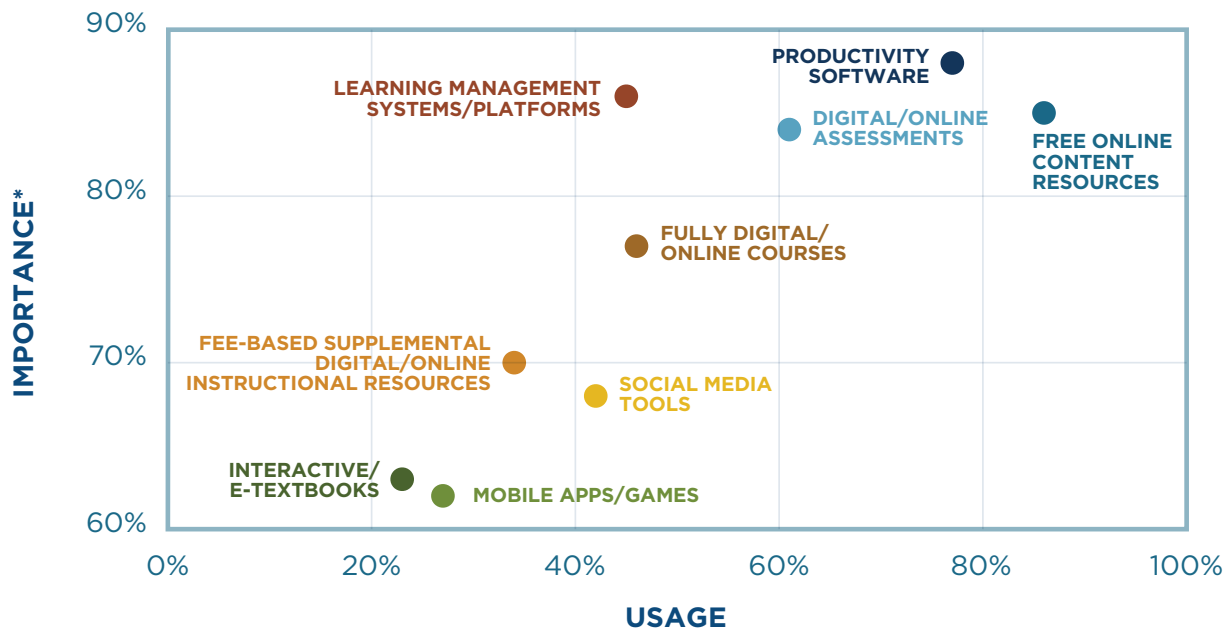 90%
80%
70%
60%
IMPORTANCE*
LEARNING MANAGEMENT
SYSTEMS/PLATFORMS
PRODUCTIVITY
SOFTWARE
DIGITAL/ONLINE
ASSESSMENTS
FREE ONLINE
CONTENT
RESOURCES
FULLY DIGITAL/
ONLINE COURSES
FEE-BASED SUPPLEMENTAL
DIGITAL/ONLINE
INSTRUCTIONAL RESOURCES
SOCIAL MEDIA
TOOLS
INTERACTIVE/
E-TEXTBOOKS
MOBILE APPS/GAMES
0% 20% 40% 60% 80% 100%
USAGE